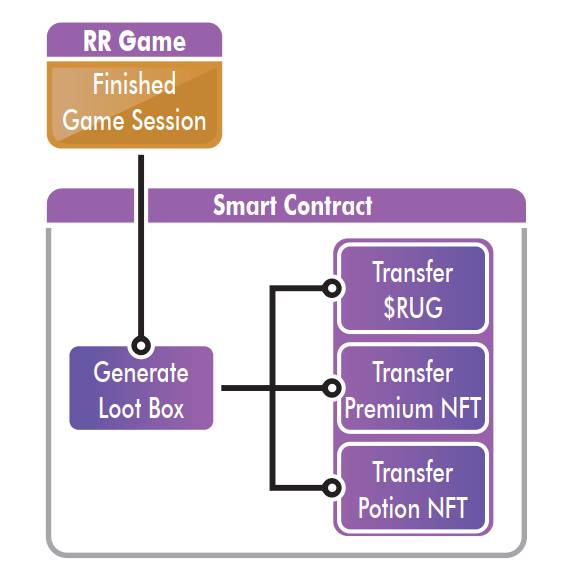 RR Game
Finished
Game Session
Smart Contract
Transfer
$RUG
Generate
Loot Box
Transfer
Premium NFT
Transfer
Potion NFT